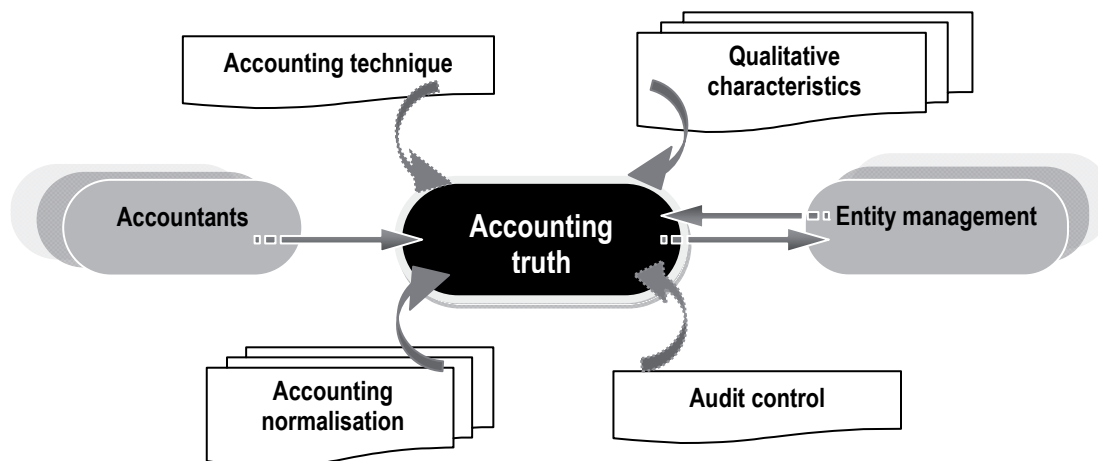 Accounting technique
Qualitative
characteristics
Accountants
Accounting
truth
Entity management
Accounting
normalisation
Audit control